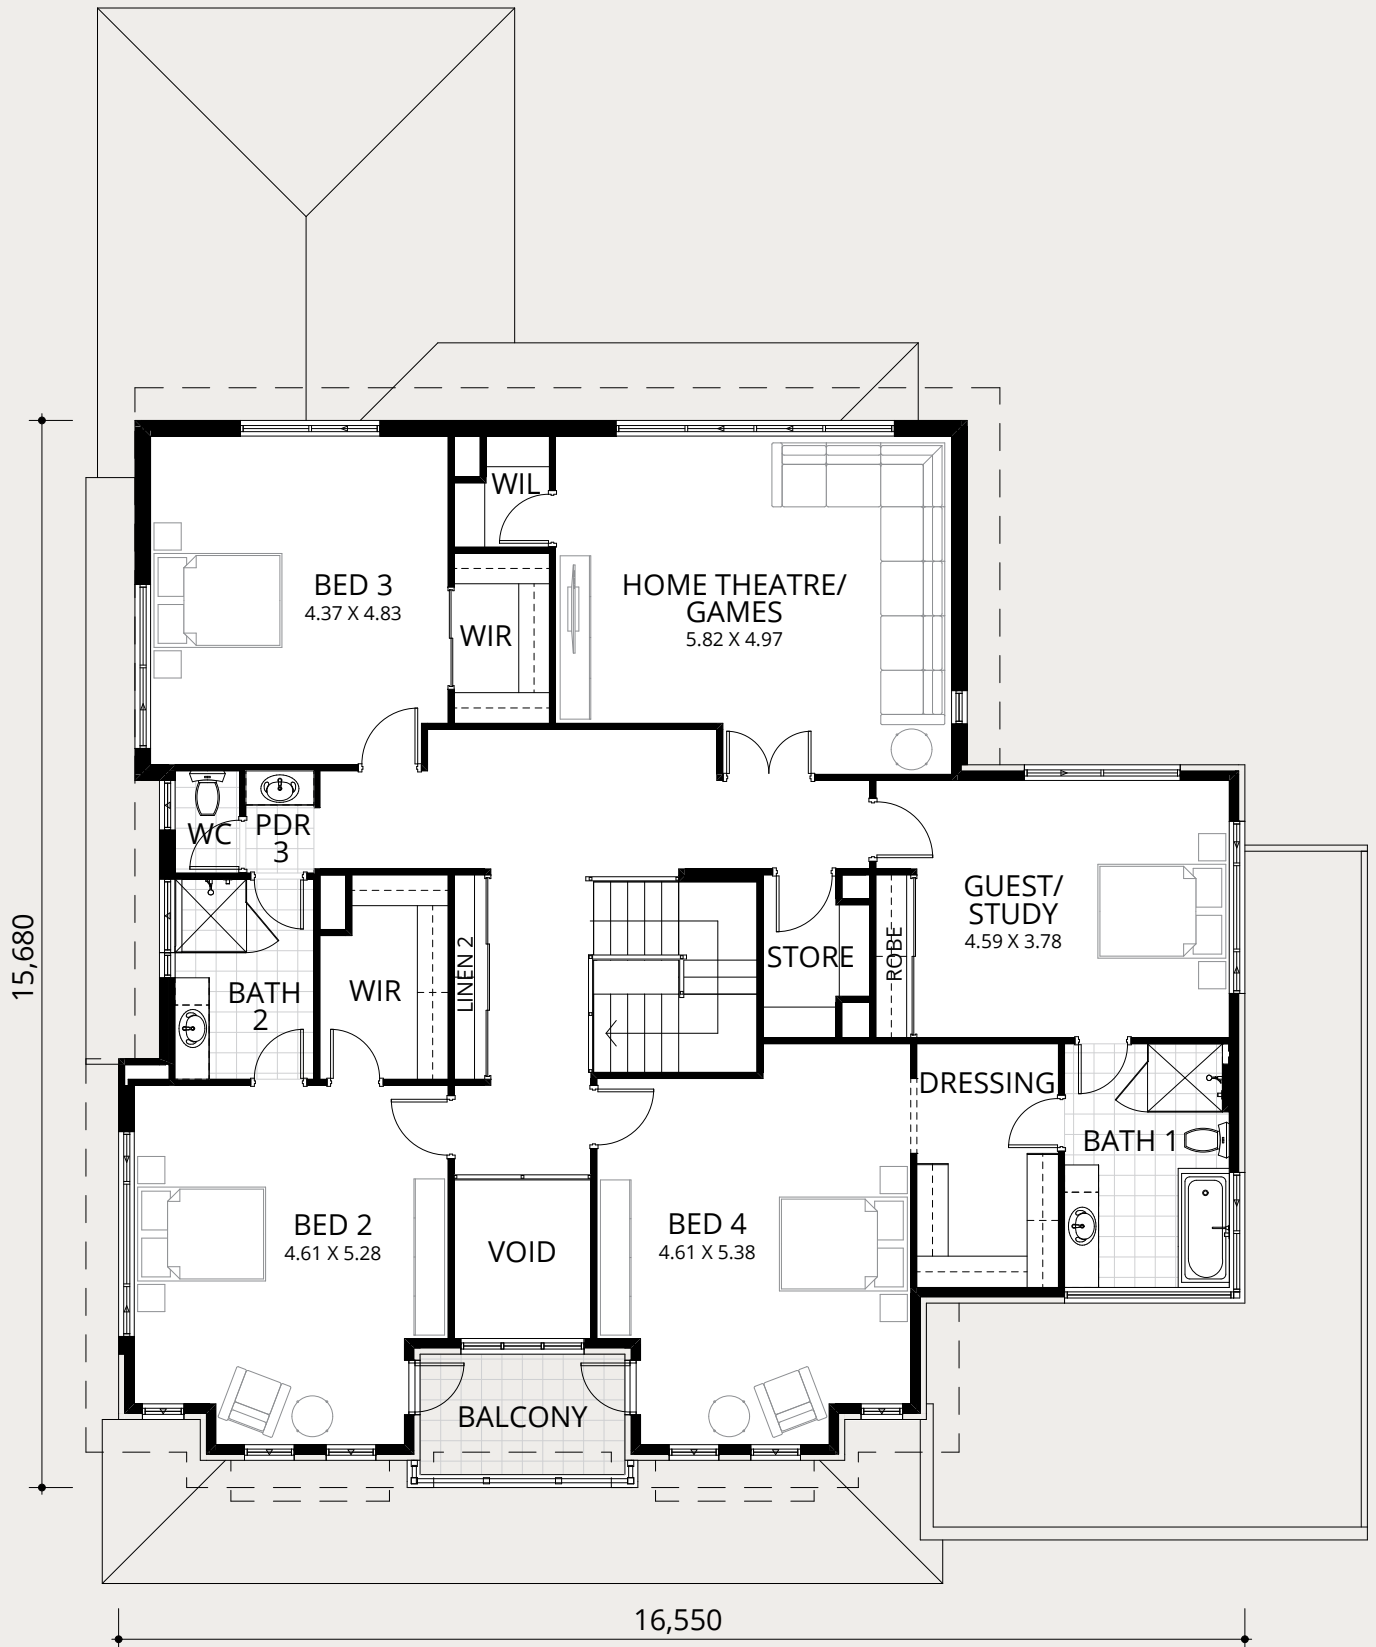 WIL
BED 3
4.37 X 4.83
HOME THEATRE/
GAMES
5.82 X 4.97
WIR
WC
PDR
3
GUEST/
STUDY
4.59 X 3.78
15,680
BATH
2
WIR
LINEN 2
STORE
ROBE
DRESSING
BATH 1
BED 2
4.61 X 5.28
VOID
BED 4
4.61 X 5.38
BALCONY
16,550